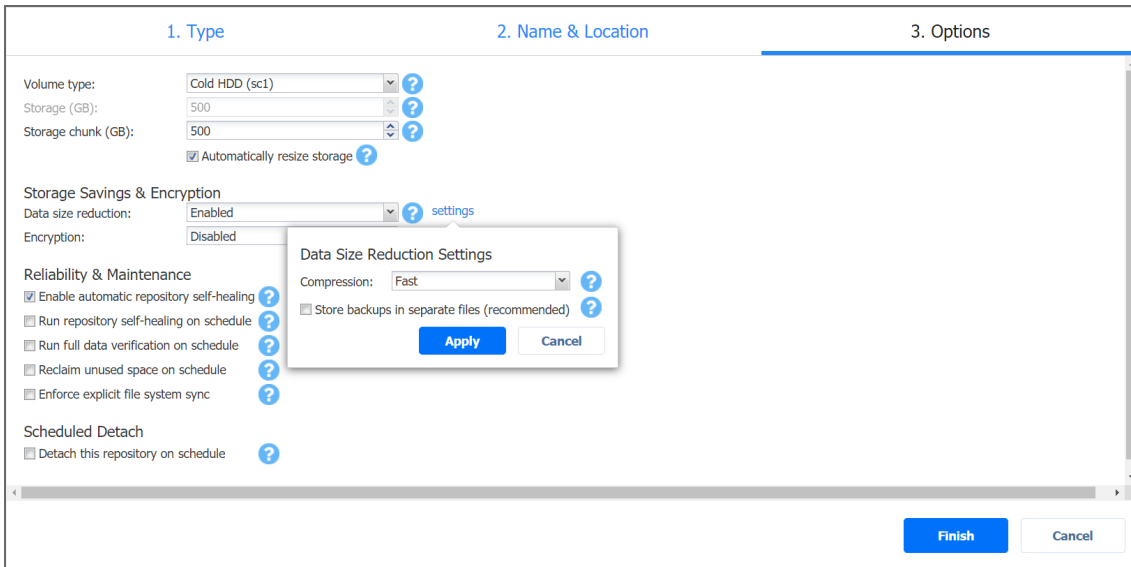 1. Type 2. Name & Location 3. Options
Volume type: Cold HDD (sc1) ?
Storage (GB): 500 ?
Storage chunk (GB): 500 ?
Automatically resize storage ?
Storage Savings & Encryption
Data size reduction: Enabled ? settings
Encryption: Disabled
Data Size Reduction Settings
Compression: Fast ?
Store backups in separate files (recommended) ?
Apply Cancel
Reliability & Maintenance
Enable automatic repository self-healing ?
Run repository self-healing on schedule ?
Run full data verification on schedule ?
Reclaim unused space on schedule ?
Enforce explicit file system sync ?
Scheduled Detach
Detach this repository on schedule ?
Finish Cancel